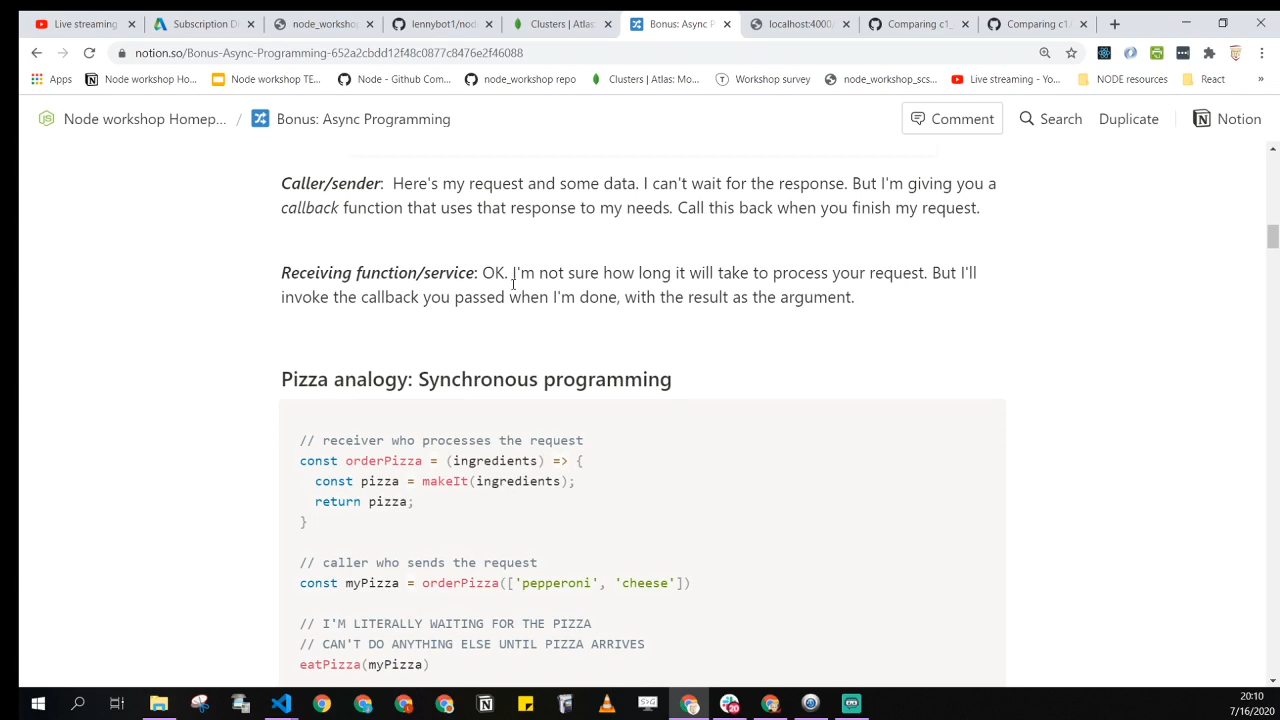 Live streaming
Subscription Di
node_worksho
lennybot1/nod
Clusters | Atlas
Bonus: Async P
localhost:4000/
Comparing c1_
Comparing c1.
notion.so/Bonus-Async-Programming-652a2cbdd12f48c0877c8476e2f46088
Apps
Node workshop Ho...
Node workshop TE...
Node - Github Com...
node_workshop repo
Clusters | Atlas: Mo...
Workshop survey
node_workshop_scs...
Live streaming - Yo...
NODE resources
React
»
Node workshop Homep... / Bonus: Async Programming
Comment
Search
Duplicate
Notion
Caller/sender: Here's my request and some data. I can't wait for the response. But I'm giving you a
callback function that uses that response to my needs. Call this back when you finish my request.
Receiving function/service: OK. I'm not sure how long it will take to process your request. But I'll
invoke the callback you passed when I'm done, with the result as the argument.
Pizza analogy: Synchronous programming
// receiver who processes the request
const orderPizza = (ingredients) => {
const pizza = makeIt(ingredients);
return pizza;
}
// caller who sends the request
const myPizza = orderPizza(['pepperoni', 'cheese'])
// I'M LITERALLY WAITING FOR THE PIZZA
// CAN'T DO ANYTHING ELSE UNTIL PIZZA ARRIVES
eatPizza(myPizza)
20:10
7/16/2020